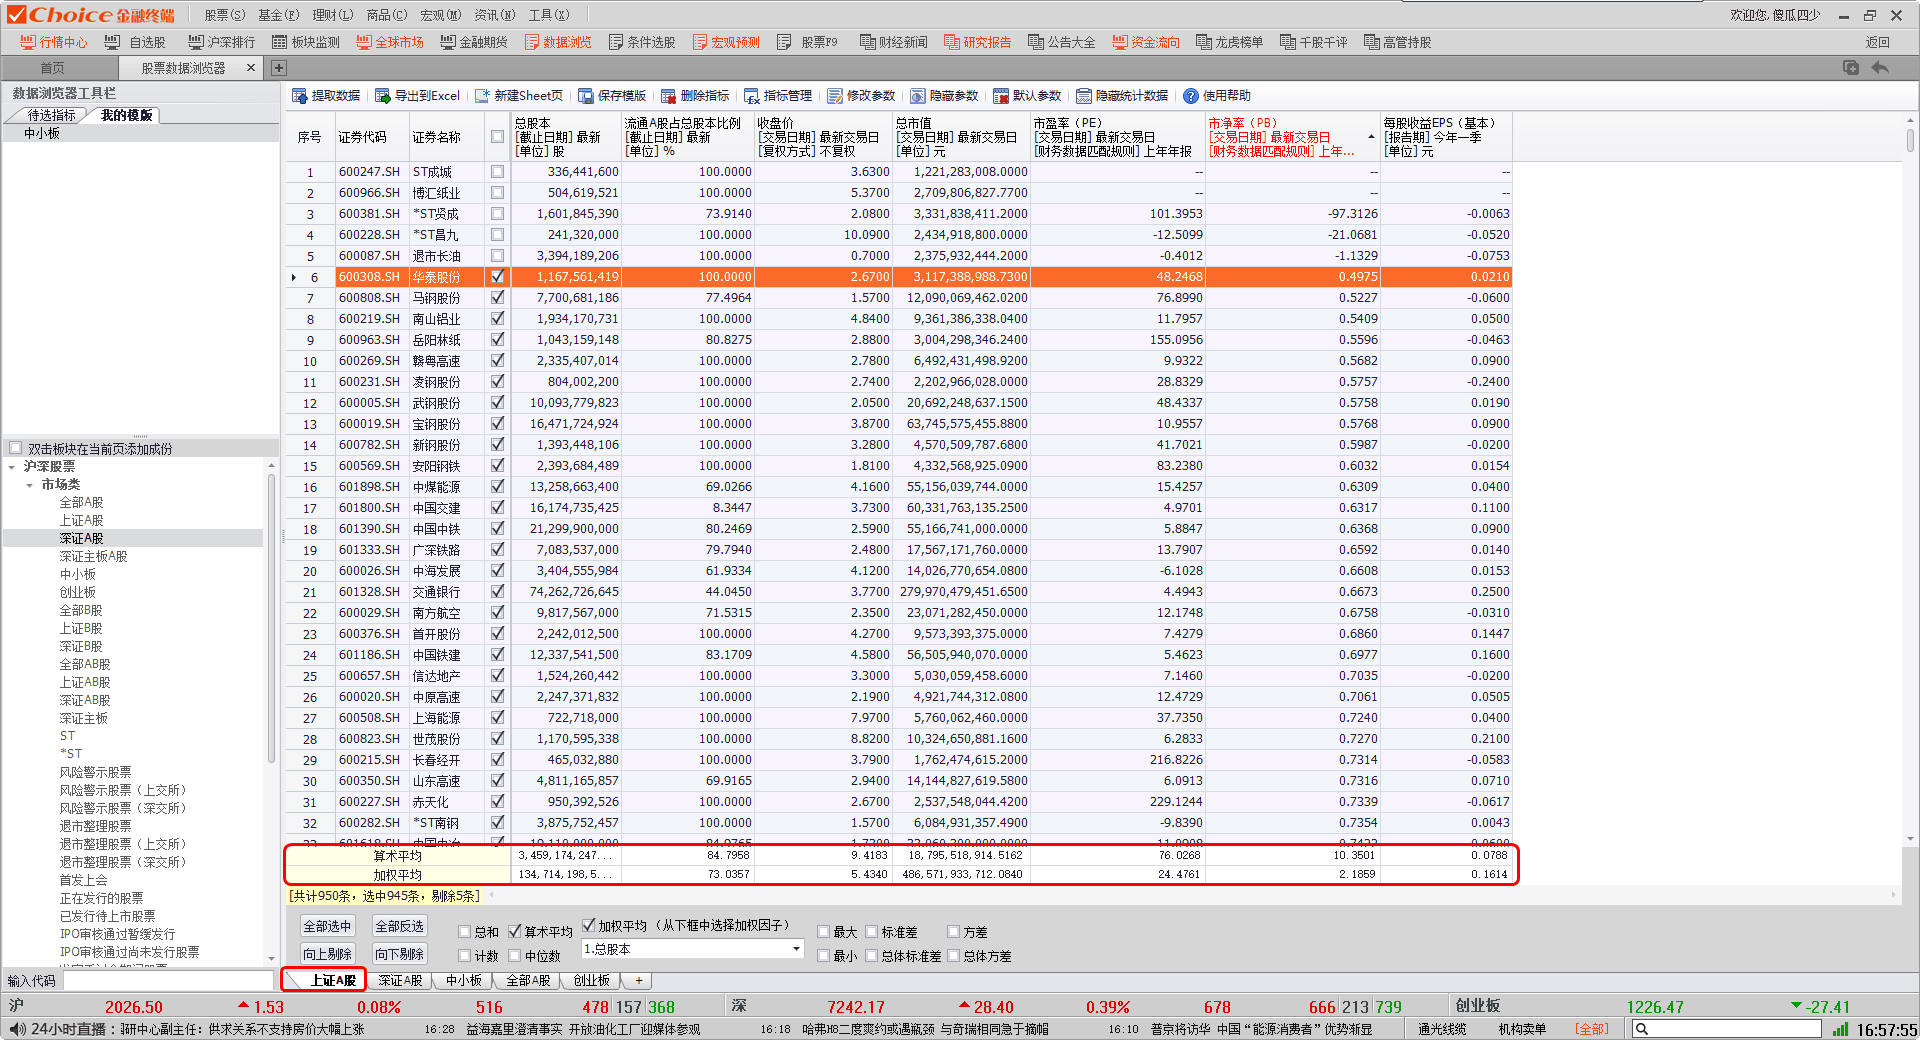 Choice金融终端 股票(S) 基金(F) 理财(L) 商品(C) 宏观(M) 资讯(N) 工具(X) 欢迎您,傻瓜四少
行情中心 自选股 沪深排行 板块监测 全球市场 金融期货 数据浏览 条件选股 宏观预测 股票F9 财经新闻 研究报告 公告大全 资金流向 龙虎榜单 千股千评 高管持股 返回
首页 股票数据浏览器 × +
数据浏览器工具栏
待选指标 我的模版
中小板
双击板块在当前页添加成份
沪深股票
市场类
全部A股
上证A股
深证A股
深证主板A股
中小板
创业板
全部B股
上证B股
深证B股
全部AB股
上证AB股
深证AB股
深证主板
ST
*ST
风险警示股票
风险警示股票（上交所）
风险警示股票（深交所）
退市整理股票
退市整理股票（上交所）
退市整理股票（深交所）
首发上会
正在发行的股票
已发行待上市股票
IPO审核通过暂缓发行
IPO审核通过尚未发行股票
输入代码
提取数据 导出到Excel 新建Sheet页 保存模版 删除指标 指标管理 修改参数 隐藏参数 默认参数 隐藏统计数据 使用帮助
序号 证券代码 证券名称
总股本 [截止日期] 最新 [单位] 股
流通A股占总股本比例 [截止日期] 最新 [单位] %
收盘价 [交易日期] 最新交易日 [复权方式] 不复权
总市值 [交易日期] 最新交易日 [单位] 元
市盈率（PE） [交易日期] 最新交易日 [财务数据匹配规则] 上年年报
市净率（PB） [交易日期] 最新交易日 [财务数据匹配规则] 上年...
每股收益EPS（基本） [报告期] 今年一季 [单位] 元
1 600247.SH ST成城 336,441,600 100.0000 3.6300 1,221,283,008.0000 -- -- --
2 600966.SH 博汇纸业 504,619,521 100.0000 5.3700 2,709,806,827.7700 -- -- --
3 600381.SH *ST贤成 1,601,845,390 73.9140 2.0800 3,331,838,411.2000 101.3953 -97.3126 -0.0063
4 600228.SH *ST昌九 241,320,000 100.0000 10.0900 2,434,918,800.0000 -12.5099 -21.0681 -0.0520
5 600087.SH 退市长油 3,394,189,206 100.0000 0.7000 2,375,932,444.2000 -0.4012 -1.1329 -0.0753
6 600308.SH 华泰股份 1,167,561,419 100.0000 2.6700 3,117,388,988.7300 48.2468 0.4975 0.0210
7 600808.SH 马钢股份 7,700,681,186 77.4964 1.5700 12,090,069,462.0200 76.8990 0.5227 -0.0600
8 600219.SH 南山铝业 1,934,170,731 100.0000 4.8400 9,361,386,338.0400 11.7957 0.5409 0.0500
9 600963.SH 岳阳林纸 1,043,159,148 80.8275 2.8800 3,004,298,346.2400 155.0956 0.5596 -0.0463
10 600269.SH 赣粤高速 2,335,407,014 100.0000 2.7800 6,492,431,498.9200 9.9322 0.5682 0.0900
11 600231.SH 凌钢股份 804,002,200 100.0000 2.7400 2,202,966,028.0000 28.8329 0.5757 -0.2400
12 600005.SH 武钢股份 10,093,779,823 100.0000 2.0500 20,692,248,637.1500 48.4337 0.5758 0.0190
13 600019.SH 宝钢股份 16,471,724,924 100.0000 3.8700 63,745,575,455.8800 10.9557 0.5768 0.0900
14 600782.SH 新钢股份 1,393,448,106 100.0000 3.2800 4,570,509,787.6800 41.7021 0.5987 -0.0200
15 600569.SH 安阳钢铁 2,393,684,489 100.0000 1.8100 4,332,568,925.0900 83.2380 0.6032 0.0154
16 601898.SH 中煤能源 13,258,663,400 69.0266 4.1600 55,156,039,744.0000 15.4257 0.6309 0.0400
17 601800.SH 中国交建 16,174,735,425 8.3447 3.7300 60,331,763,135.2500 4.9701 0.6317 0.1100
18 601390.SH 中国中铁 21,299,900,000 80.2469 2.5900 55,166,741,000.0000 5.8847 0.6368 0.0900
19 601333.SH 广深铁路 7,083,537,000 79.7940 2.4800 17,567,171,760.0000 13.7907 0.6592 0.0140
20 600026.SH 中海发展 3,404,555,984 61.9334 4.1200 14,026,770,654.0800 -6.1028 0.6608 0.0153
21 601328.SH 交通银行 74,262,726,645 44.0450 3.7700 279,970,479,451.6500 4.4943 0.6673 0.2500
22 600029.SH 南方航空 9,817,567,000 71.5315 2.3500 23,071,282,450.0000 12.1748 0.6758 -0.0310
23 600376.SH 首开股份 2,242,012,500 100.0000 4.2700 9,573,393,375.0000 7.4279 0.6860 0.1447
24 601186.SH 中国铁建 12,337,541,500 83.1709 4.5800 56,505,940,070.0000 5.4623 0.6977 0.1600
25 600657.SH 信达地产 1,524,260,442 100.0000 3.3000 5,030,059,458.6000 7.1460 0.7035 -0.0200
26 600020.SH 中原高速 2,247,371,832 100.0000 2.1900 4,921,744,312.0800 12.4729 0.7061 0.0505
27 600508.SH 上海能源 722,718,000 100.0000 7.9700 5,760,062,460.0000 37.7350 0.7240 0.0400
28 600823.SH 世茂股份 1,170,595,338 100.0000 8.8200 10,324,650,881.1600 6.2833 0.7270 0.2100
29 600215.SH 长春经开 465,032,880 100.0000 3.7900 1,762,474,615.2000 216.8226 0.7314 -0.0583
30 600350.SH 山东高速 4,811,165,857 69.9165 2.9400 14,144,827,619.5800 6.0913 0.7316 0.0710
31 600227.SH 赤天化 950,392,526 100.0000 2.6700 2,537,548,044.4200 229.1244 0.7339 -0.0617
32 600282.SH *ST南钢 3,875,752,457 100.0000 1.5700 6,084,931,357.4900 -9.8390 0.7354 0.0043
算术平均 3,459,174,247... 84.7958 9.4183 18,795,518,914.5162 76.0268 10.3501 0.0788
加权平均 134,714,198,5... 73.0357 5.4340 486,571,933,712.0840 24.4761 2.1859 0.1614
[共计950条，选中945条，剔除5条]
全部选中 全部反选 总和 算术平均 加权平均 （从下框中选择加权因子） 最大 标准差 方差
向上剔除 向下剔除 计数 中位数 1.总股本 最小 总体标准差 总体方差
上证A股 深证A股 中小板 全部A股 创业板 +
沪 2026.50 1.53 0.08% 516 478 157 368 深 7242.17 28.40 0.39% 678 666 213 739 创业板 1226.47 -27.41
24小时直播： 研中心副主任：供求关系不支持房价大幅上涨 16:28 益海嘉里澄清事实 开放油化工厂迎媒体参观 16:18 哈弗H8二度爽约或遇瓶颈 与奇瑞相同急于摘帽 16:10 普京将访华 中国“能源消费者”优势渐显 通光线缆 机构卖单 [全部] 16:57:55